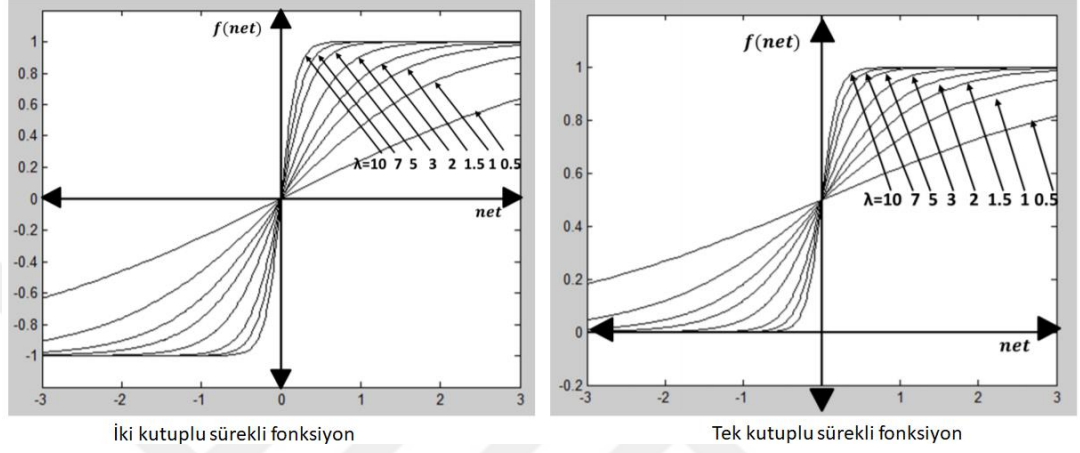 f(net)
1
0.8
0.6
0.4
0.2
0
-0.2
-0.4
-0.6
-0.8
-1
λ=10 7 5 3 2 1.5 1 0.5
net
-3 -2 -1 0 1 2 3
İki kutuplu sürekli fonksiyon
f(net)
1
0.8
0.6
0.4
0.2
0
-0.2
λ=10 7 5 3 2 1.5 1 0.5
net
-3 -2 -1 0 1 2 3
Tek kutuplu sürekli fonksiyon